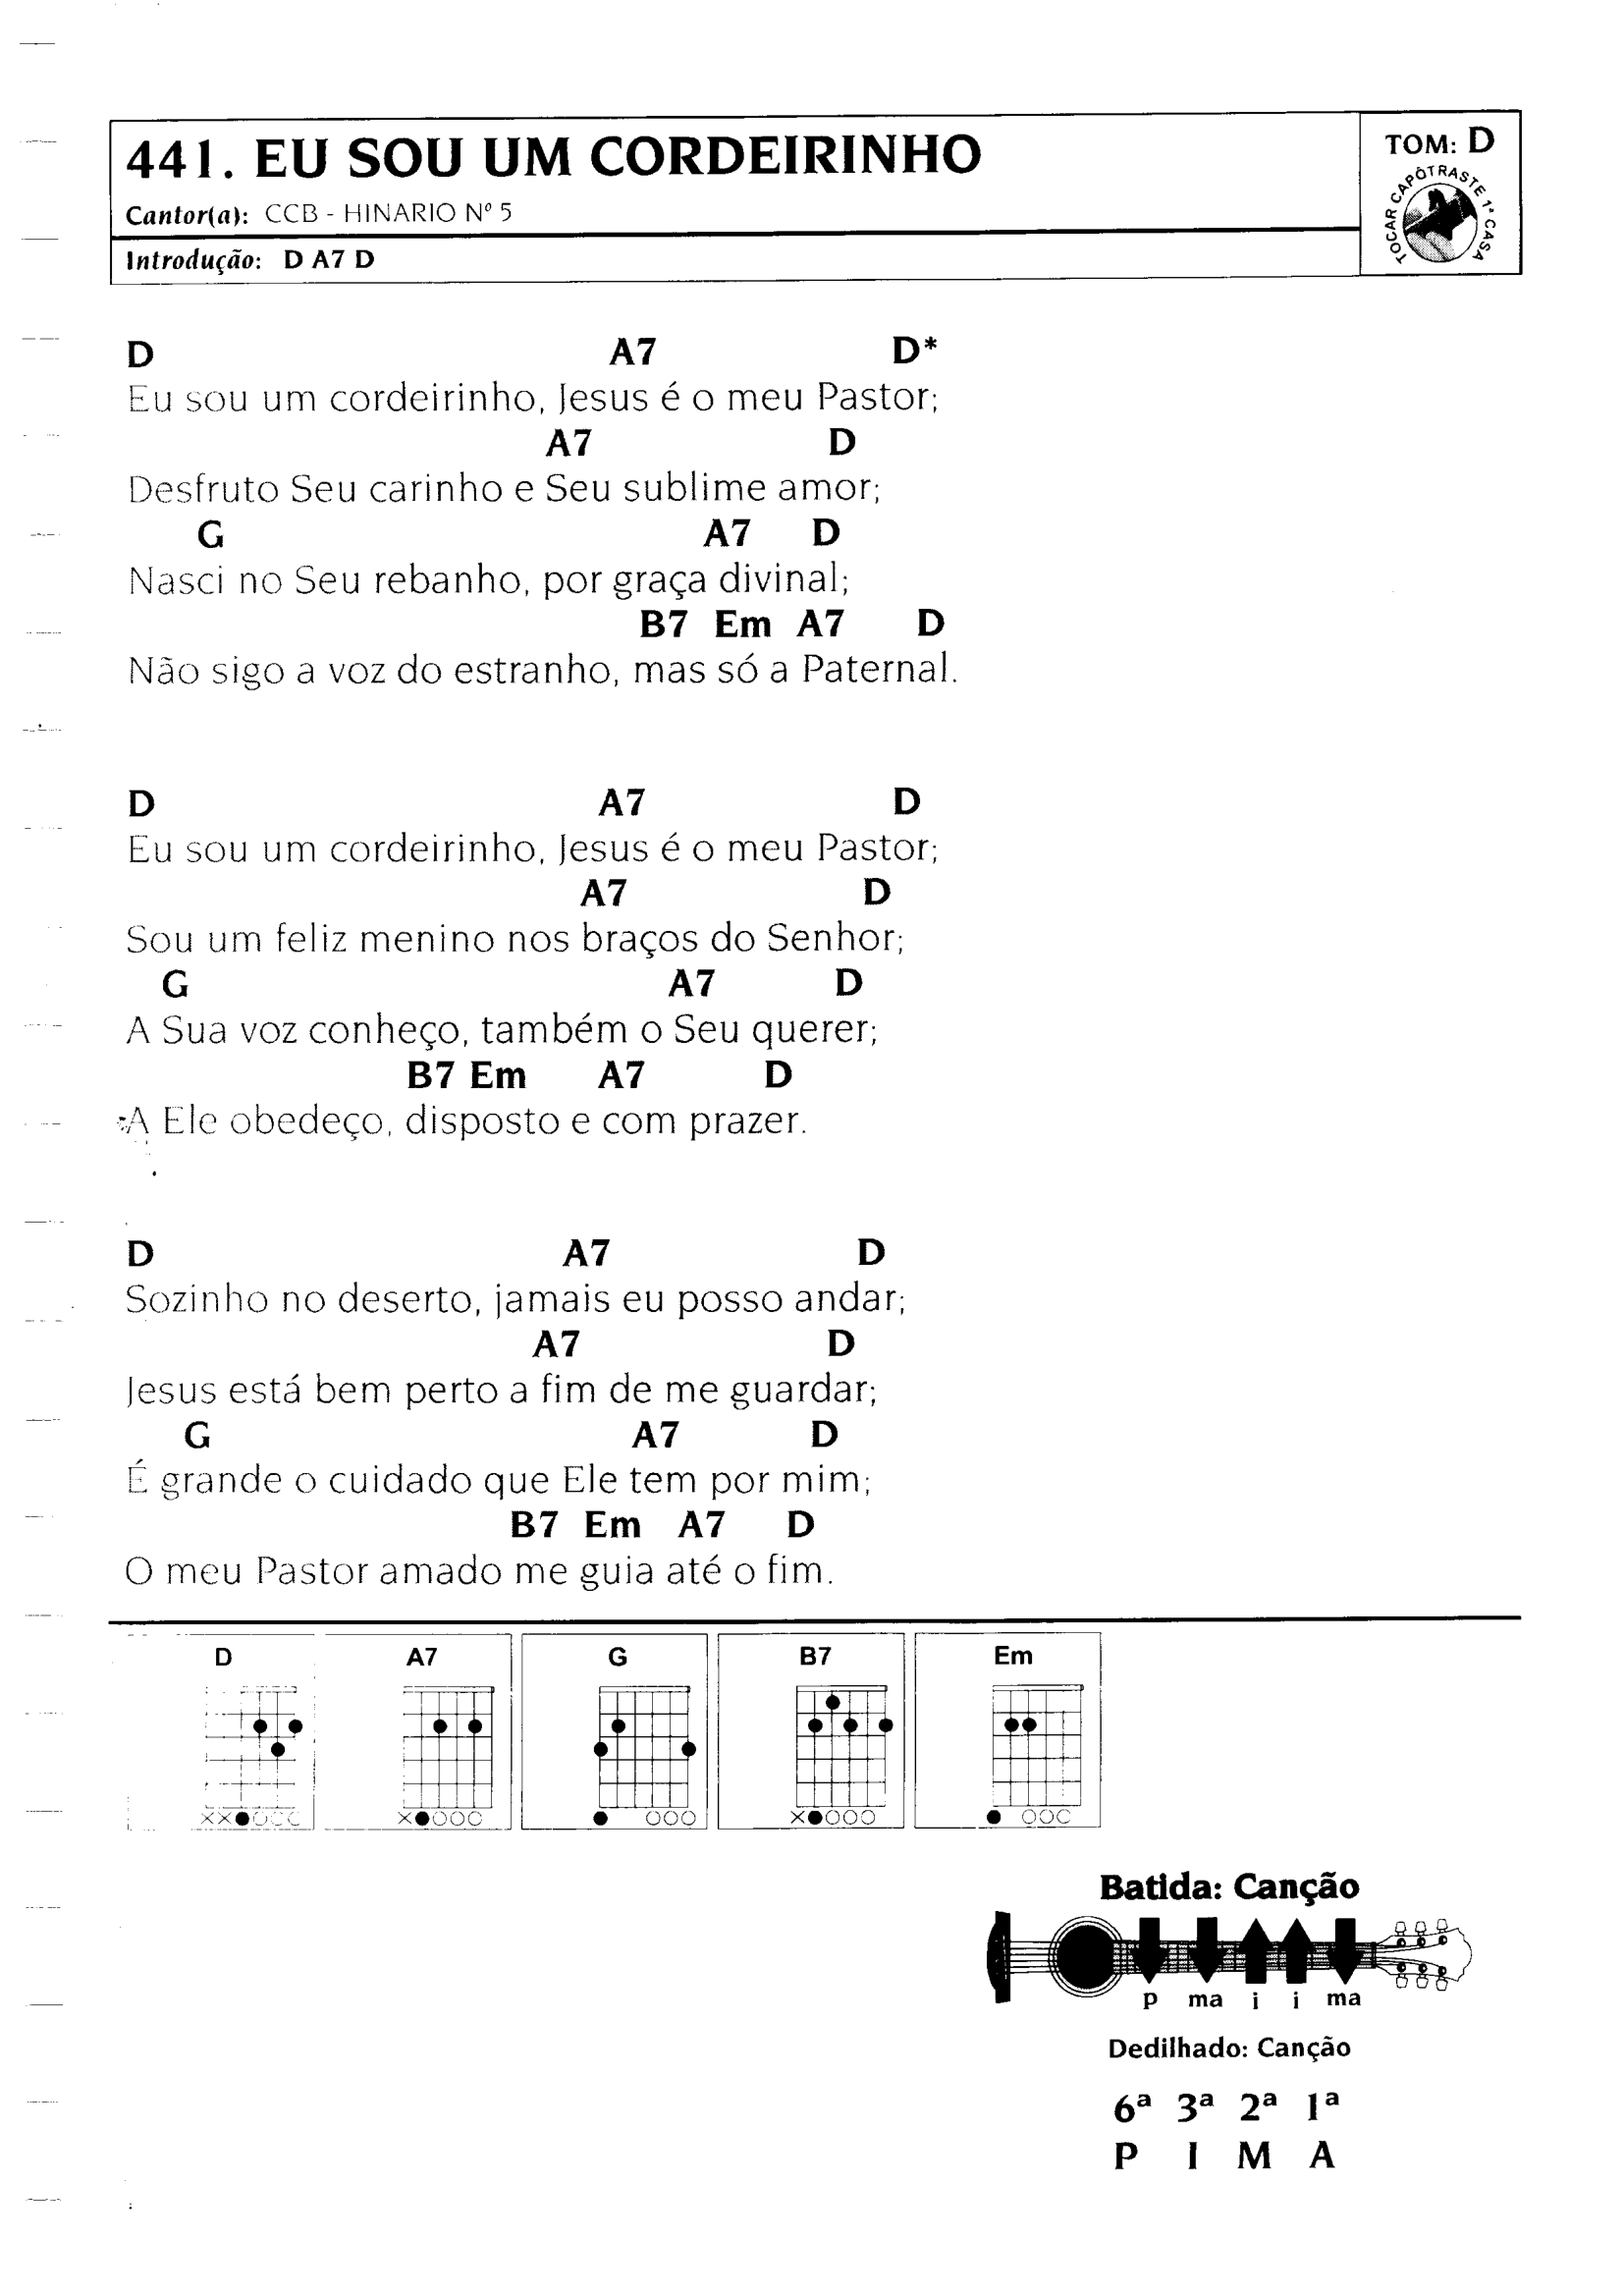 441. EU SOU UM CORDEIRINHO
Cantor(a): CCB - HINARIO Nº 5
Introdução: D A7 D
TOM: D
TOCAR CAPÔTRASTE 1ª CASA
D A7 D*
Eu sou um cordeirinho, Jesus é o meu Pastor;
A7 D
Desfruto Seu carinho e Seu sublime amor;
G A7 D
Nasci no Seu rebanho, por graça divinal;
B7 Em A7 D
Não sigo a voz do estranho, mas só a Paternal.
D A7 D
Eu sou um cordeirinho, Jesus é o meu Pastor;
A7 D
Sou um feliz menino nos braços do Senhor;
G A7 D
A Sua voz conheço, também o Seu querer;
B7 Em A7 D
A Ele obedeço, disposto e com prazer.
D A7 D
Sozinho no deserto, jamais eu posso andar;
A7 D
Jesus está bem perto a fim de me guardar;
G A7 D
É grande o cuidado que Ele tem por mim;
B7 Em A7 D
O meu Pastor amado me guia até o fim.
D A7 G B7 Em
Batida: Canção
p ma i i ma
Dedilhado: Canção
6ª 3ª 2ª 1ª
P I M A